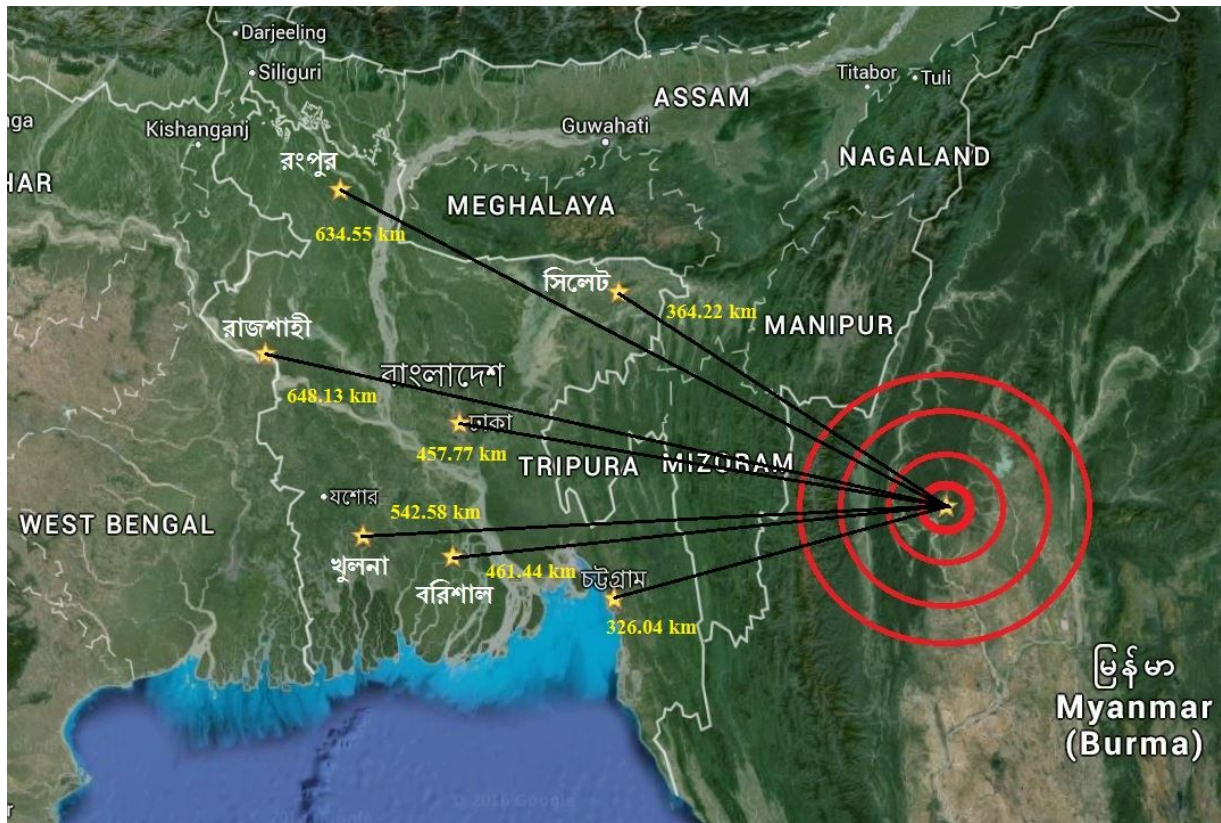 Darjeeling
Siliguri
Titabor
Tuli
ASSAM
Guwahati
Kishanganj
NAGALAND
রংপুর
MEGHALAYA
634.55 km
সিলেট
364.22 km
MANIPUR
রাজশাহী
বাংলাদেশ
648.13 km
ঢাকা
457.77 km
TRIPURA
MIZORAM
যশোর
542.58 km
WEST BENGAL
খুলনা
বরিশাল
461.44 km
চট্টগ্রাম
326.04 km
မြန်မာ
Myanmar
(Burma)
© 2016 Google